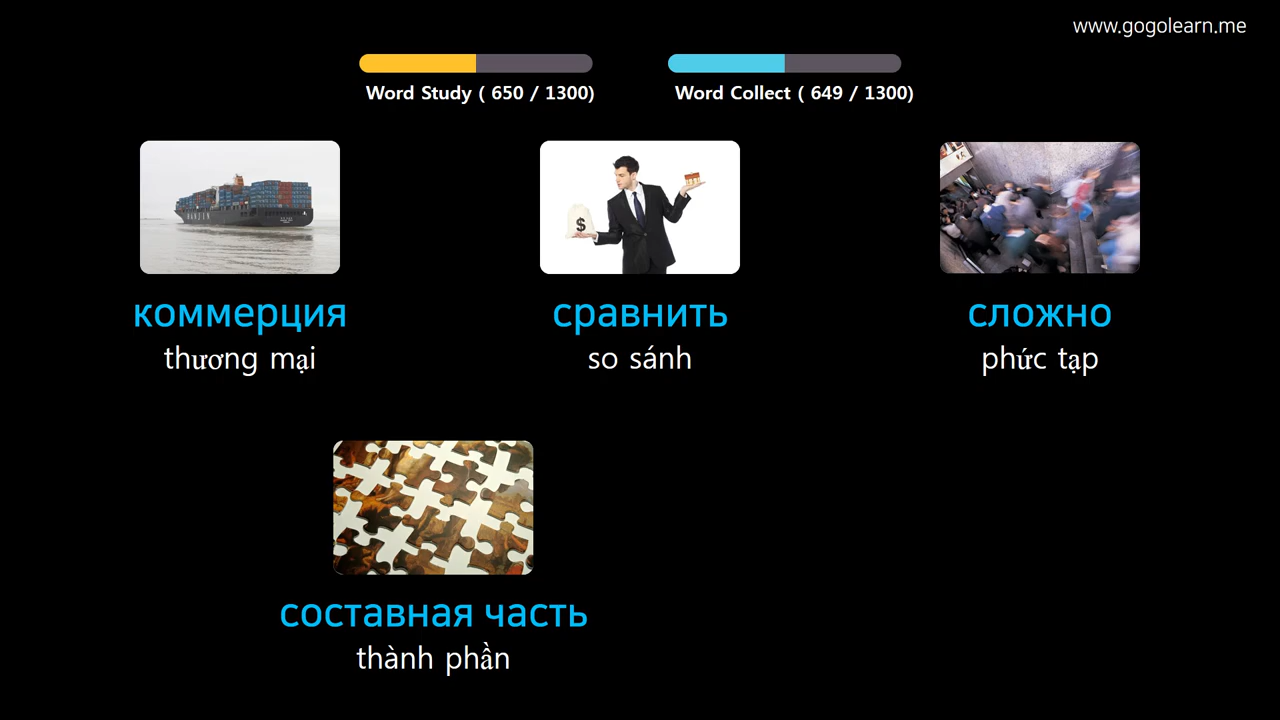 www.gogolearn.me
Word Study ( 650 / 1300)
Word Collect ( 649 / 1300)
$
коммерция
сравнить
сложно
thương mại
so sánh
phức tạp
составная часть
thành phần